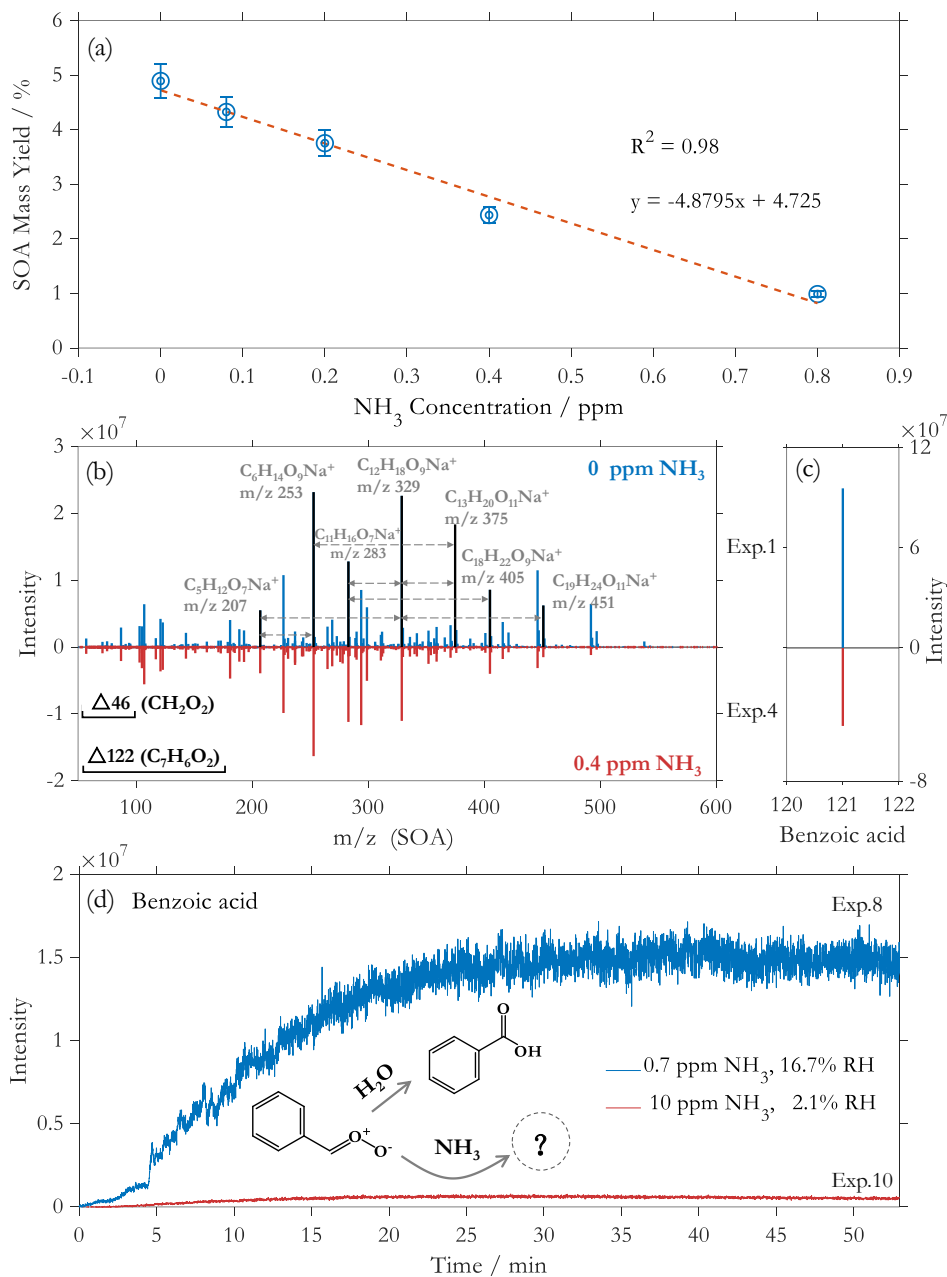 (a)
6
5
4
3
2
1
0
SOA Mass Yield / %
R² = 0.98
y = -4.8795x + 4.725
-0.1 0 0.1 0.2 0.3 0.4 0.5 0.6 0.7 0.8 0.9
NH₃ Concentration / ppm
×10⁷
(b)
3
2
1
0
-1
-2
Intensity
C₆H₁₄O₉Na⁺
m/z 253
C₁₂H₁₈O₉Na⁺
m/z 329
0 ppm NH₃
C₁₃H₂₀O₁₁Na⁺
m/z 375
C₁₁H₁₆O₇Na⁺
m/z 283
C₁₈H₂₂O₉Na⁺
m/z 405
C₅H₁₂O₇Na⁺
m/z 207
C₁₉H₂₄O₁₁Na⁺
m/z 451
△46 (CH₂O₂)
△122 (C₇H₆O₂)
0.4 ppm NH₃
100 200 300 400 500 600
m/z (SOA)
(c)
×10⁷
12
6
0
-8
Intensity
Exp.1
Exp.4
120 121 122
Benzoic acid
×10⁷
(d) Benzoic acid
2
1.5
1
0.5
0
Intensity
Exp.8
O
OH
H₂O
0.7 ppm NH₃, 16.7% RH
10 ppm NH₃, 2.1% RH
O⁺
O⁻
NH₃
?
Exp.10
0 5 10 15 20 25 30 35 40 45 50
Time / min